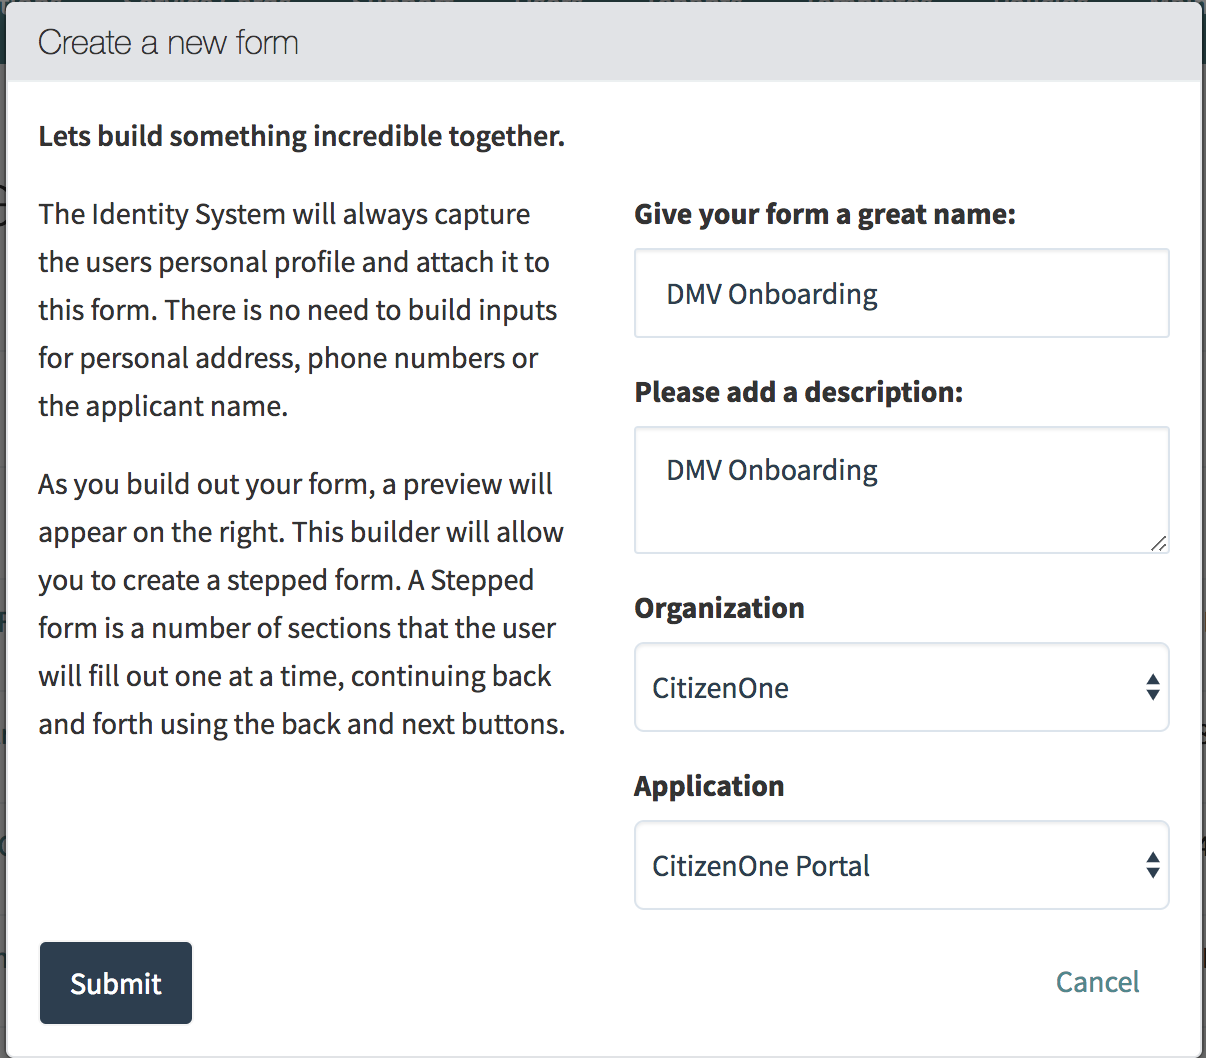 Create a new form
Lets build something incredible together.
The Identity System will always capture
the users personal profile and attach it to
this form. There is no need to build inputs
for personal address, phone numbers or
the applicant name.
As you build out your form, a preview will
appear on the right. This builder will allow
you to create a stepped form. A Stepped
form is a number of sections that the user
will fill out one at a time, continuing back
and forth using the back and next buttons.
Give your form a great name:
DMV Onboarding
Please add a description:
DMV Onboarding
Organization
CitizenOne
Application
CitizenOne Portal
Submit
Cancel